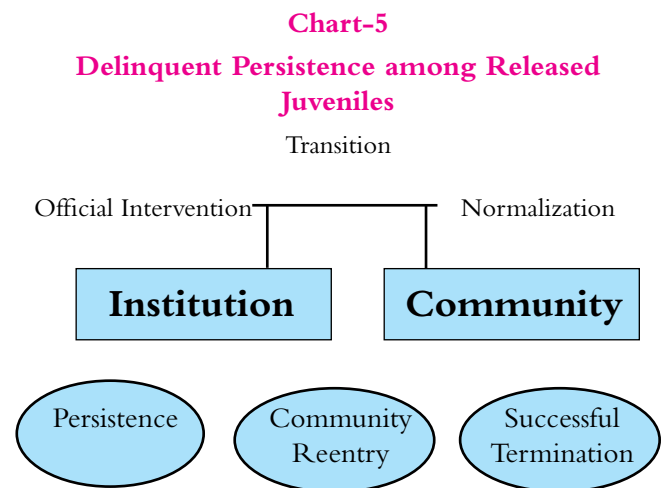 Chart-5
Delinquent Persistence among Released
Juveniles
Transition
Official Intervention
Normalization
Institution
Community
Persistence
Community
Reentry
Successful
Termination